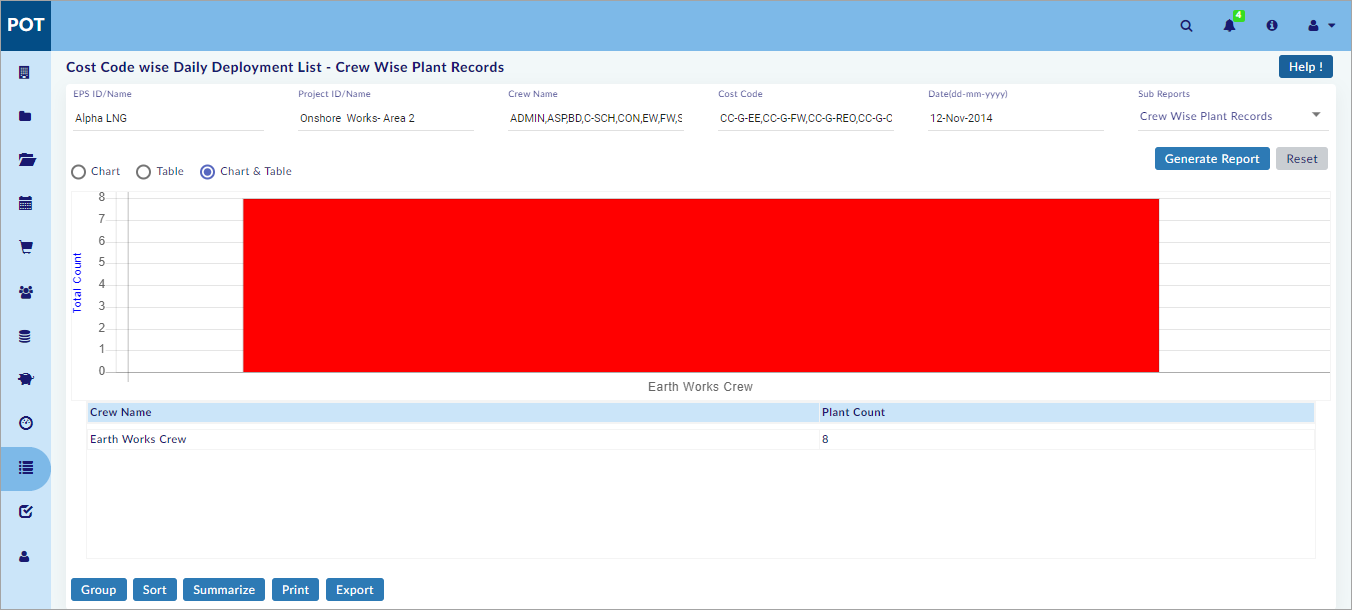 POT
4
Cost Code wise Daily Deployment List - Crew Wise Plant Records
Help !
EPS ID/Name
Project ID/Name
Crew Name
Cost Code
Date(dd-mm-yyyy)
Sub Reports
Alpha LNG
Onshore Works- Area 2
ADMIN,ASP,BD,C-SCH,CON,EW,FW,S
CC-G-EE,CC-G-FW,CC-G-REO,CC-G-C
12-Nov-2014
Crew Wise Plant Records
Generate Report
Reset
Chart
Table
Chart & Table
Total Count
8
7
6
5
4
3
2
1
0
Earth Works Crew
Crew Name
Plant Count
Earth Works Crew
8
Group
Sort
Summarize
Print
Export